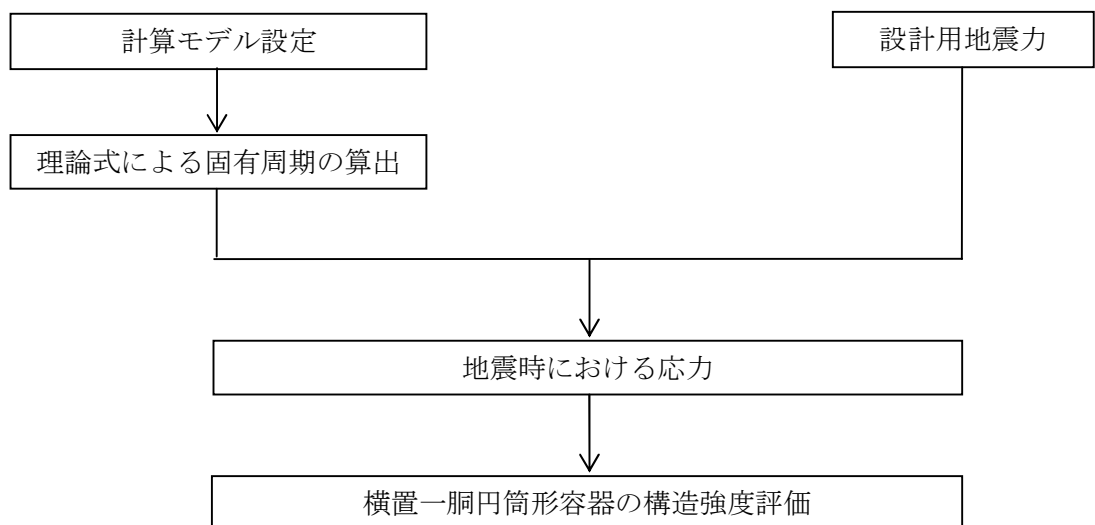 計算モデル設定
設計用地震力
理論式による固有周期の算出
地震時における応力
横置一胴円筒形容器の構造強度評価